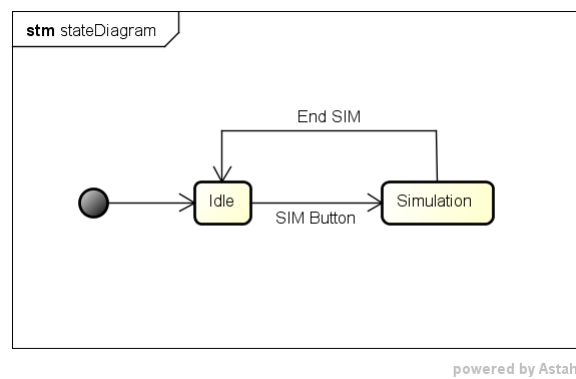 stm stateDiagram
End SIM
Idle
Simulation
SIM Button
powered by Astah